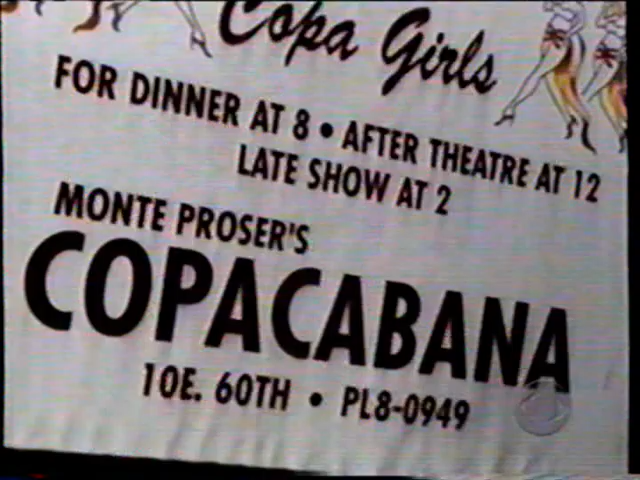 Copa Girls
FOR DINNER AT 8 • AFTER THEATRE AT 12
LATE SHOW AT 2
MONTE PROSER'S
COPACABANA
10E. 60TH • PL8-0949